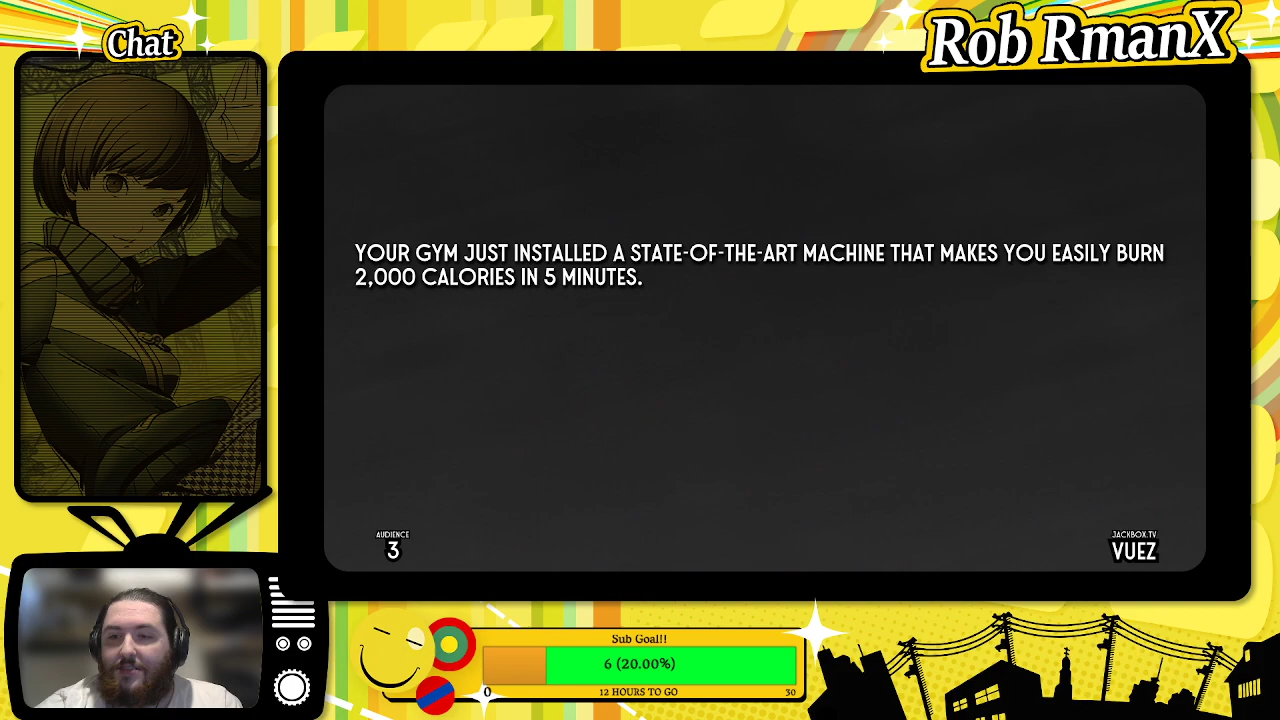 Chat
Rob RmanX
YOUR GYM JUST INSTALLED A STATE-OF-THE-ART MACHINE THAT MAKES YOU EASILY BURN
2,000 CALORIES IN 5 MINUTES.
AUDIENCE
3
JACKBOX.TV
VUEZ
Sub Goal!!
6 (20.00%)
0
12 HOURS TO GO
30